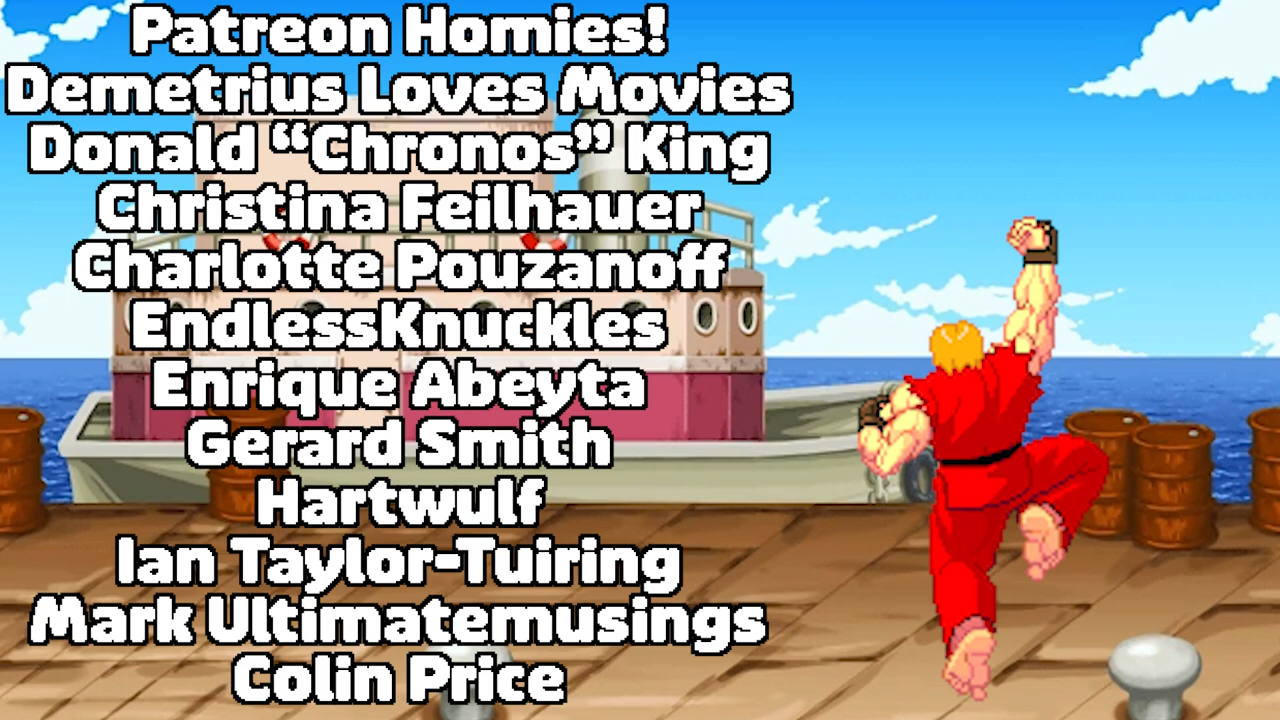 Patreon Homies!
Demetrius Loves Movies
Donald “Chronos” King
Christina Feilhauer
Charlotte Pouzanoff
EndlessKnuckles
Enrique Abeyta
Gerard Smith
Hartwulf
Ian Taylor-Tuiring
Mark Ultimatemusings
Colin Price